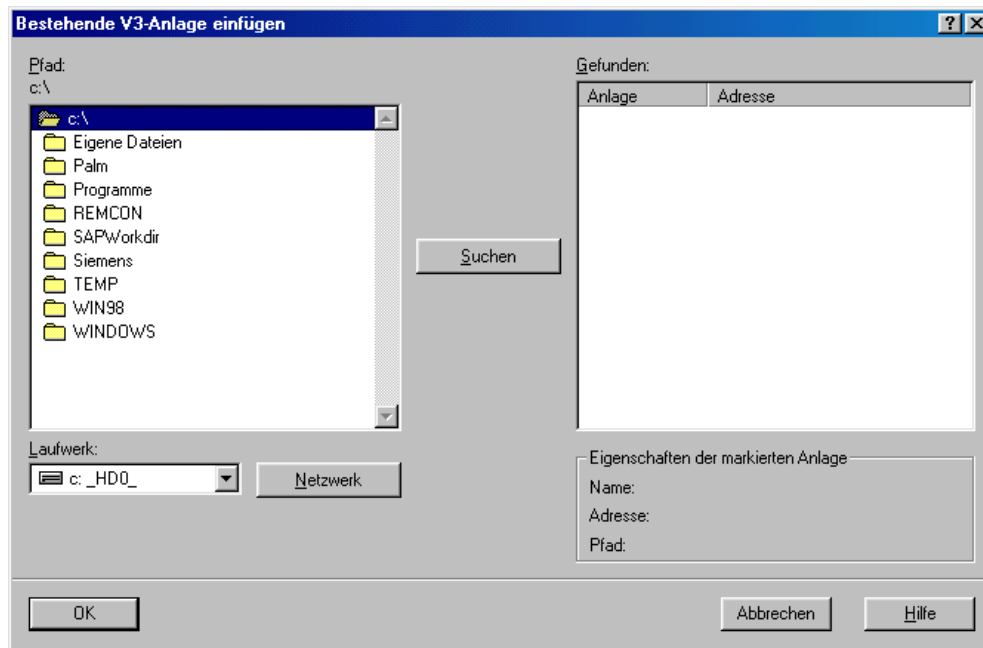 Bestehende V3-Anlage einfügen
Pfad:
c:\
c:\
Eigene Dateien
Palm
Programme
REMCON
SAPWorkdir
Siemens
TEMP
WIN98
WINDOWS
Laufwerk:
c: _HD0_
Netzwerk
Suchen
Gefunden:
Anlage Adresse
Eigenschaften der markierten Anlage
Name:
Adresse:
Pfad:
OK
Abbrechen
Hilfe